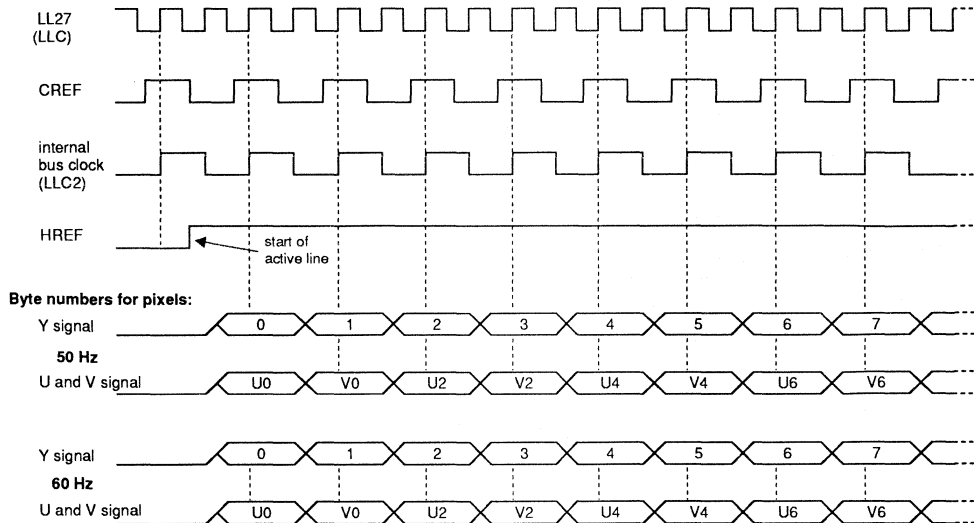 LL27
(LLC)
CREF
internal
bus clock
(LLC2)
HREF
start of
active line
Byte numbers for pixels:
Y signal 0 1 2 3 4 5 6 7
50 Hz
U and V signal U0 V0 U2 V2 U4 V4 U6 V6
Y signal 0 1 2 3 4 5 6 7
60 Hz
U and V signal U0 V0 U2 V2 U4 V4 U6 V6